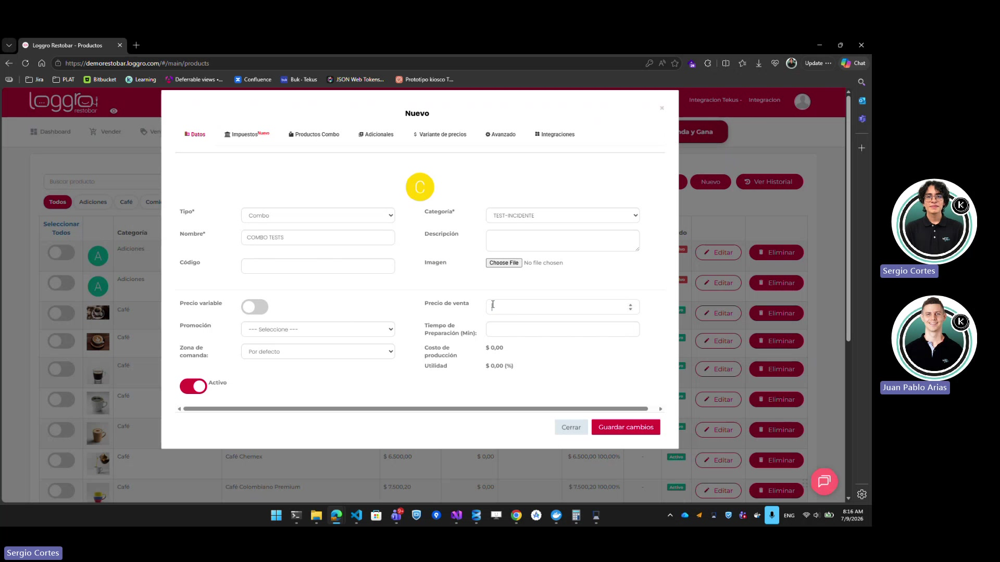 Loggro Restobar - Productos
https://demorestobar.loggro.com/#/main/products
Update
Chat
Jira
PLAT
Bitbucket
Learning
Deferrable views •...
Confluence
buk
Buk · Tekus
JSON Web Tokens...
Prototipo kiosco T...
loggro
restobar
Integracion Tekus -
Integracion
Dashboard
Vender
Ven
nda y Gana
Nuevo
×
Datos
Impuestos Nuevo
Productos Combo
Adicionales
$ Variante de precios
Avanzado
Integraciones
C
Buscar producto
Nuevo
Ver Historial
Todos
Adiciones
Café
Comi
Tipo*
Combo
Categoría*
TEST-INCIDENTE
Nombre*
COMBO TESTS
Descripción
Código
Imagen
Choose File
No file chosen
Precio variable
Precio de venta
Promoción
--- Seleccione ---
Tiempo de
Preparación (Min):
Zona de
comanda:
Por defecto
Costo de
producción
$ 0,00
Utilidad
$ 0,00 (%)
Activo
Cerrar
Guardar cambios
Seleccionar
Todos
Categoría
do
A
Adiciones
vo
Editar
Eliminar
A
Adiciones
vo
Editar
Eliminar
Café
vo
Editar
Eliminar
Café
vo
Editar
Eliminar
Café
vo
Editar
Eliminar
Café
vo
Editar
Eliminar
Café
vo
Editar
Eliminar
Café
Café Chemex
$ 6.500,00
$ 0,00
$ 6.500,00 100,00%
-
Activo
Editar
Eliminar
Café
Café Colombiano Premium
$ 7.500,20
$ 0,00
$ 7.500,20 100,00%
-
Activo
Editar
Eliminar
9+
ENG
8:16 AM
7/9/2026
K
Sergio Cortes
K
Juan Pablo Arias
Sergio Cortes